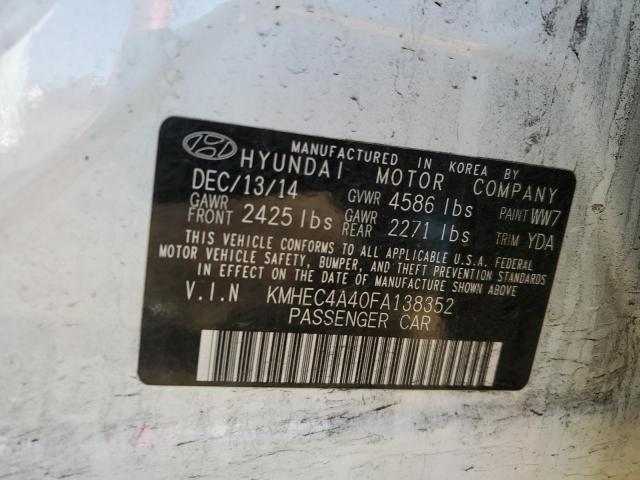 MANUFACTURED IN KOREA BY
HYUNDAI MOTOR COMPANY
DEC/13/14 GVWR 4586 lbs PAINT WW7
GAWR FRONT 2425 lbs GAWR REAR 2271 lbs TRIM YDA
THIS VEHICLE CONFORMS TO ALL APPLICABLE U.S.A. FEDERAL
MOTOR VEHICLE SAFETY, BUMPER, AND THEFT PREVENTION STANDARDS
IN EFFECT ON THE DATE OF MANUFACTURE SHOWN ABOVE.
V.I.N KMHEC4A40FA138352
PASSENGER CAR